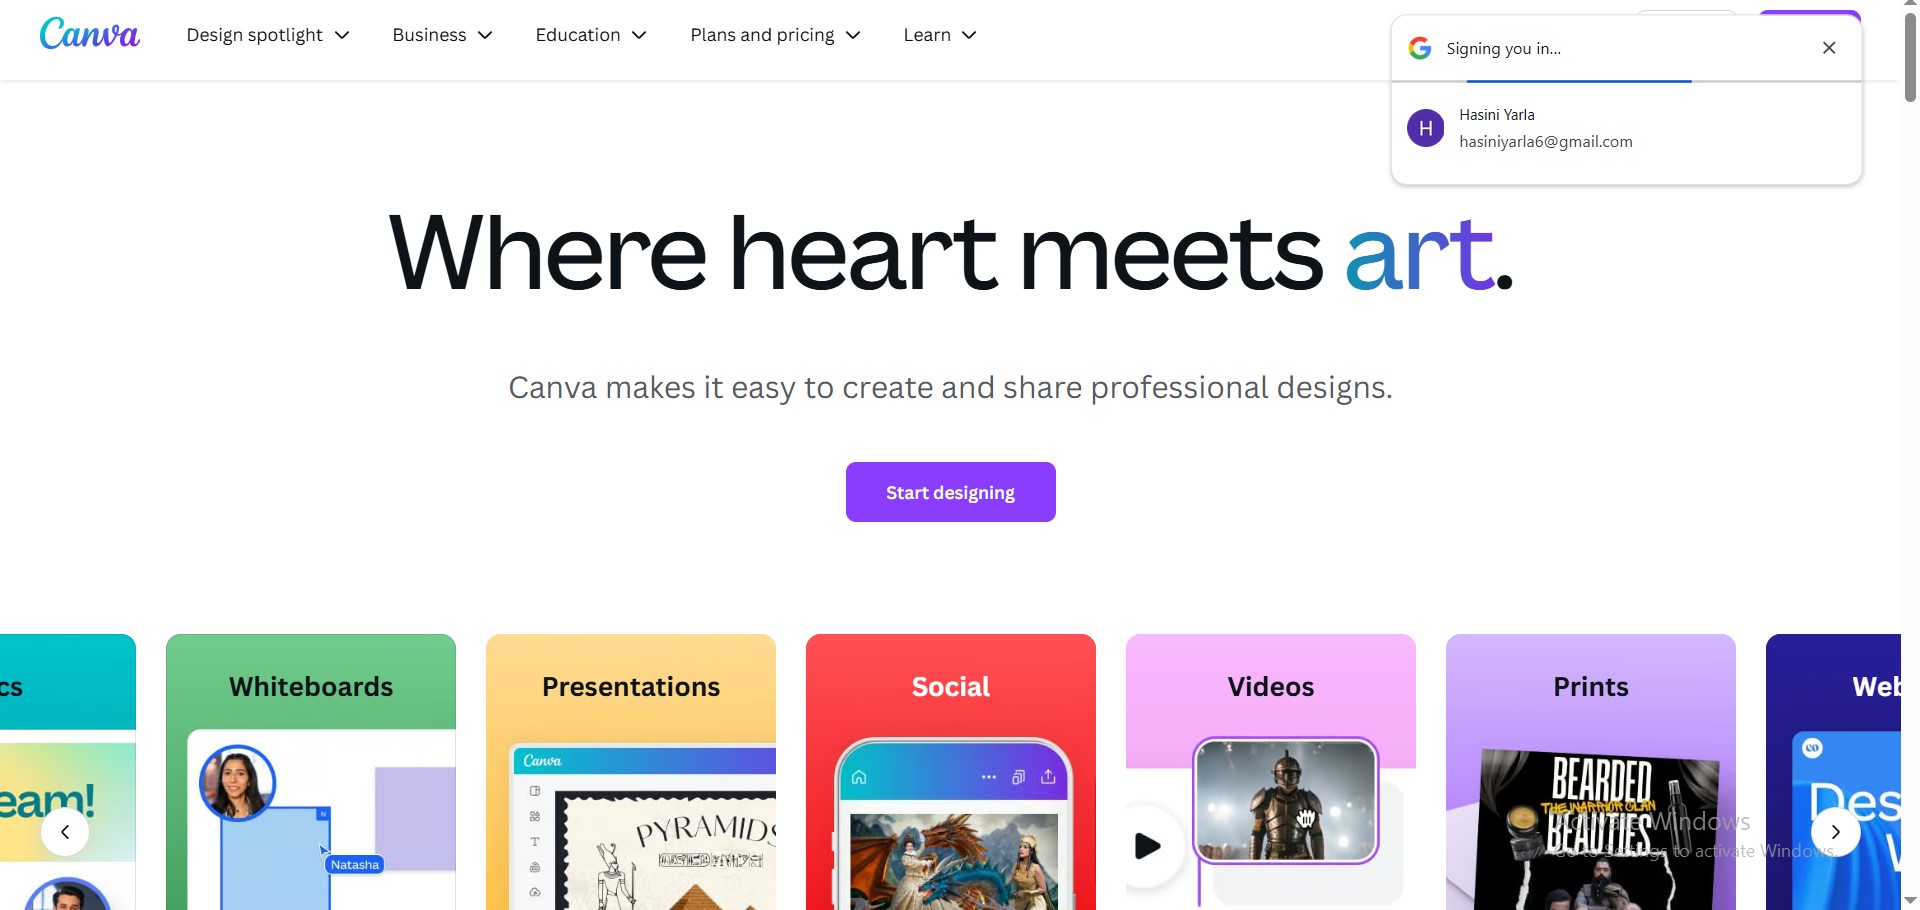 Canva
Design spotlight
Business
Education
Plans and pricing
Learn
Signing you in...
Hasini Yarla
hasiniyarla6@gmail.com
H
Where heart meets art.
Canva makes it easy to create and share professional designs.
Start designing
cs
Whiteboards
Presentations
Social
Videos
Prints
Web
eam!
Natasha
Canva
PYRAMIDS
BEARDED
THE WARRIOR CLAN
BEAUTIES
co
Des
W
Activate Windows
Go to Settings to activate Windows.